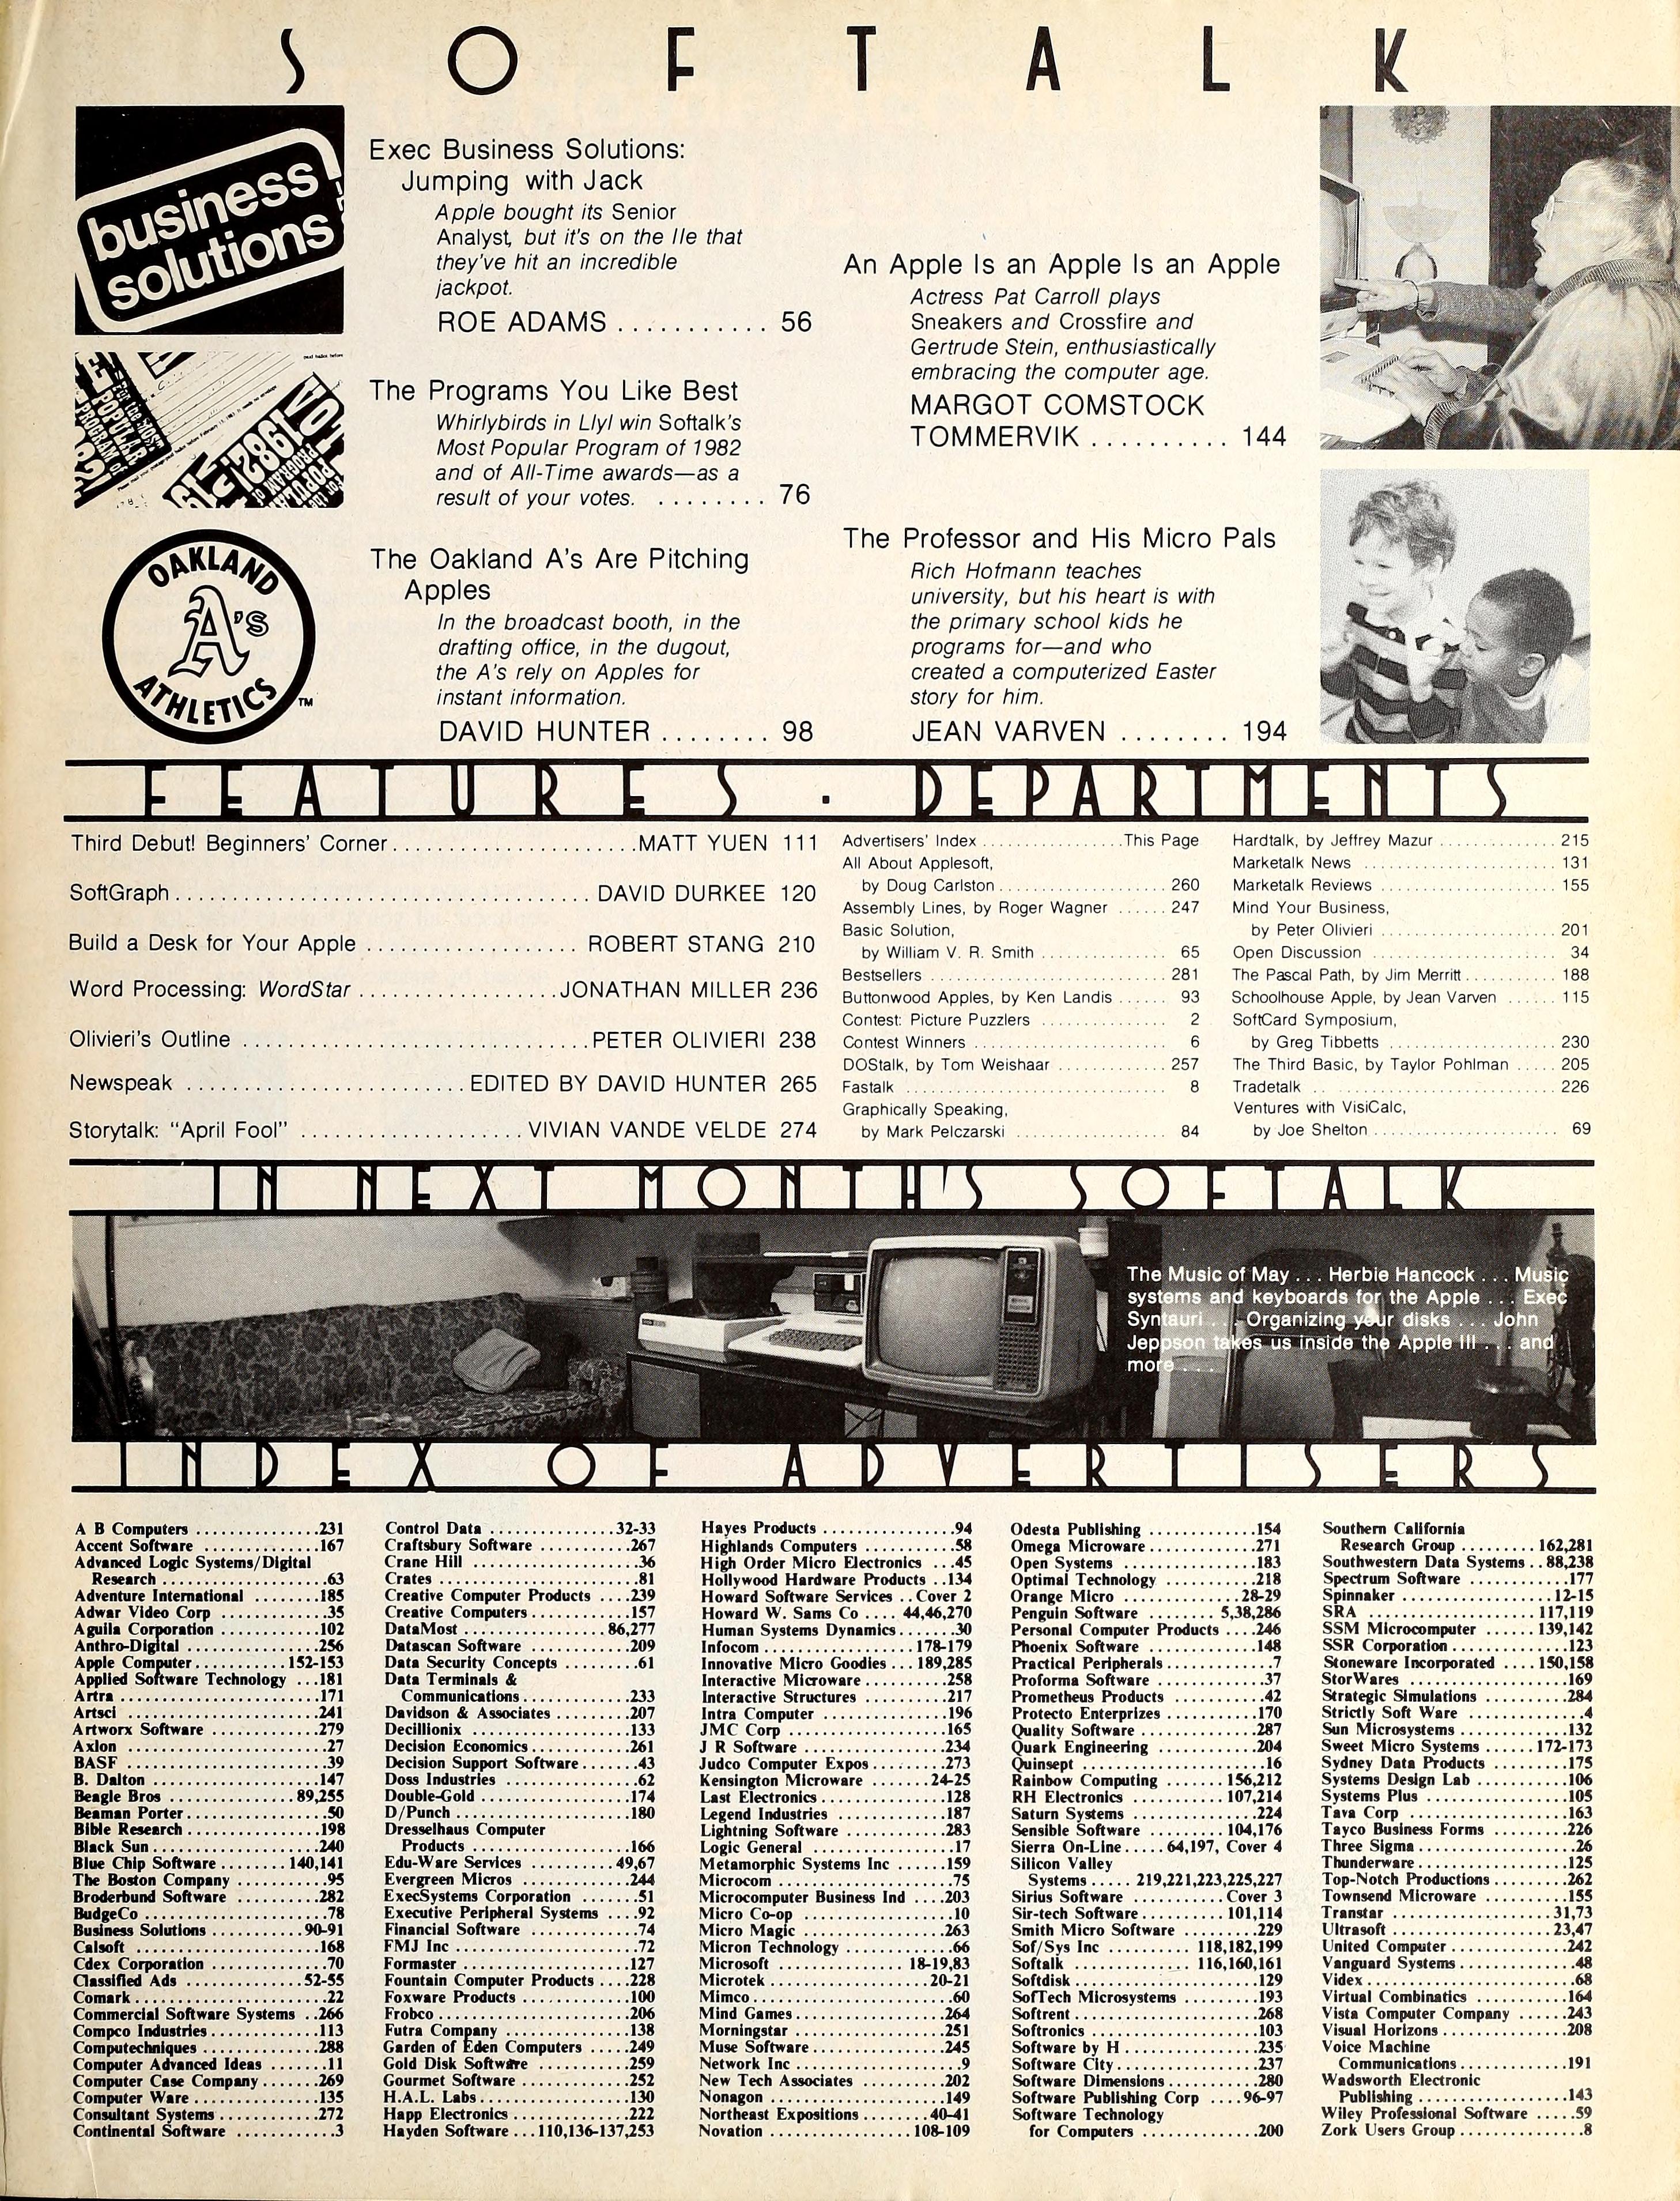 SOFTALK
business
solutions
Exec Business Solutions:
Jumping with Jack
Apple bought its Senior
Analyst, but it's on the IIe that
they've hit an incredible
jackpot.
ROE ADAMS ........... 56
The Programs You Like Best
Whirlybirds in Llyl win Softalk's
Most Popular Program of 1982
and of All-Time awards—as a
result of your votes. ........ 76
OAKLAND
A's
ATHLETICS
TM
The Oakland A's Are Pitching
Apples
In the broadcast booth, in the
drafting office, in the dugout,
the A's rely on Apples for
instant information.
DAVID HUNTER ........ 98
An Apple Is an Apple Is an Apple
Actress Pat Carroll plays
Sneakers and Crossfire and
Gertrude Stein, enthusiastically
embracing the computer age.
MARGOT COMSTOCK
TOMMERVIK .......... 144
The Professor and His Micro Pals
Rich Hofmann teaches
university, but his heart is with
the primary school kids he
programs for—and who
created a computerized Easter
story for him.
JEAN VARVEN ........ 194
FEATURES · DEPARTMENTS
Third Debut! Beginners' Corner ...... MATT YUEN 111
SoftGraph ...... DAVID DURKEE 120
Build a Desk for Your Apple ...... ROBERT STANG 210
Word Processing: WordStar ...... JONATHAN MILLER 236
Olivieri's Outline ...... PETER OLIVIERI 238
Newspeak ...... EDITED BY DAVID HUNTER 265
Storytalk: "April Fool" ...... VIVIAN VANDE VELDE 274
Advertisers' Index ...... This Page
All About Applesoft,
by Doug Carlston ...... 260
Assembly Lines, by Roger Wagner ...... 247
Basic Solution,
by William V. R. Smith ...... 65
Bestsellers ...... 281
Buttonwood Apples, by Ken Landis ...... 93
Contest: Picture Puzzlers ...... 2
Contest Winners ...... 6
DOStalk, by Tom Weishaar ...... 257
Fastalk ...... 8
Graphically Speaking,
by Mark Pelczarski ...... 84
Hardtalk, by Jeffrey Mazur ...... 215
Marketalk News ...... 131
Marketalk Reviews ...... 155
Mind Your Business,
by Peter Olivieri ...... 201
Open Discussion ...... 34
The Pascal Path, by Jim Merritt ...... 188
Schoolhouse Apple, by Jean Varven ...... 115
SoftCard Symposium,
by Greg Tibbetts ...... 230
The Third Basic, by Taylor Pohlman ..... 205
Tradetalk ...... 226
Ventures with VisiCalc,
by Joe Shelton ...... 69
IN NEXT MONTH'S SOFTALK
The Music of May . . . Herbie Hancock . . . Music
systems and keyboards for the Apple . . . Exec
Syntauri . . . Organizing your disks . . . John
Jeppson takes us inside the Apple III . . . and
more . . .
INDEX OF ADVERTISERS
A B Computers ......231
Accent Software ......167
Advanced Logic Systems/Digital
Research ......63
Adventure International ......185
Adwar Video Corp ......35
Aguila Corporation ......102
Anthro-Digital ......256
Apple Computer ......152-153
Applied Software Technology ...181
Artra ......171
Artsci ......241
Artworx Software ......279
Axlon ......27
BASF ......39
B. Dalton ......147
Beagle Bros ......89,255
Beaman Porter ......50
Bible Research ......198
Black Sun ......240
Blue Chip Software ......140,141
The Boston Company ......95
Broderbund Software ......282
BudgeCo ......78
Business Solutions ......90-91
Calsoft ......168
Cdex Corporation ......70
Classified Ads ......52-55
Comark ......22
Commercial Software Systems ..266
Compco Industries ......113
Computechniques ......288
Computer Advanced Ideas ......11
Computer Case Company ......269
Computer Ware ......135
Consultant Systems ......272
Continental Software ......3
Control Data ......32-33
Craftsbury Software ......267
Crane Hill ......36
Crates ......81
Creative Computer Products ....239
Creative Computers ......157
DataMost ......86,277
Datascan Software ......209
Data Security Concepts ......61
Data Terminals &
Communications ......233
Davidson & Associates ......207
Decillionix ......133
Decision Economics ......261
Decision Support Software ......43
Doss Industries ......62
Double-Gold ......174
D/Punch ......180
Dresselhaus Computer
Products ......166
Edu-Ware Services ......49,67
Evergreen Micros ......244
ExecSystems Corporation ......51
Executive Peripheral Systems ....92
Financial Software ......74
FMJ Inc ......72
Formaster ......127
Fountain Computer Products ....228
Foxware Products ......100
Frobco ......206
Futra Company ......138
Garden of Eden Computers .....249
Gold Disk Software ......259
Gourmet Software ......252
H.A.L. Labs ......130
Happ Electronics ......222
Hayden Software ...110,136-137,253
Hayes Products ......94
Highlands Computers ......58
High Order Micro Electronics ...45
Hollywood Hardware Products ..134
Howard Software Services ..Cover 2
Howard W. Sams Co .... 44,46,270
Human Systems Dynamics ......30
Infocom ......178-179
Innovative Micro Goodies ...189,285
Interactive Microware ......258
Interactive Structures ......217
Intra Computer ......196
JMC Corp ......165
J R Software ......234
Judco Computer Expos ......273
Kensington Microware ......24-25
Last Electronics ......128
Legend Industries ......187
Lightning Software ......283
Logic General ......17
Metamorphic Systems Inc ......159
Microcom ......75
Microcomputer Business Ind ....203
Micro Co-op ......10
Micro Magic ......263
Micron Technology ......66
Microsoft ......18-19,83
Microtek ......20-21
Mimco ......60
Mind Games ......264
Morningstar ......251
Muse Software ......245
Network Inc ......9
New Tech Associates ......202
Nonagon ......149
Northeast Expositions ......40-41
Novation ......108-109
Odesta Publishing ......154
Omega Microware ......271
Open Systems ......183
Optimal Technology ......218
Orange Micro ......28-29
Penguin Software ......5,38,286
Personal Computer Products ....246
Phoenix Software ......148
Practical Peripherals ......7
Proforma Software ......37
Prometheus Products ......42
Protecto Enterprizes ......170
Quality Software ......287
Quark Engineering ......204
Quinsept ......16
Rainbow Computing ......156,212
RH Electronics ......107,214
Saturn Systems ......224
Sensible Software ......104,176
Sierra On-Line ..... 64,197, Cover 4
Silicon Valley
Systems ..... 219,221,223,225,227
Sirius Software ......Cover 3
Sir-tech Software ......101,114
Smith Micro Software ......229
Sof/Sys Inc ......118,182,199
Softalk ......116,160,161
Softdisk ......129
SofTech Microsystems ......193
Softrent ......268
Softronics ......103
Software by H ......235
Software City ......237
Software Dimensions ......280
Software Publishing Corp ....96-97
Software Technology
for Computers ......200
Southern California
Research Group ......162,281
Southwestern Data Systems ..88,238
Spectrum Software ......177
Spinnaker ......12-15
SRA ......117,119
SSM Microcomputer ......139,142
SSR Corporation ......123
Stoneware Incorporated ....150,158
StorWares ......169
Strategic Simulations ......284
Strictly Soft Ware ......4
Sun Microsystems ......132
Sweet Micro Systems ......172-173
Sydney Data Products ......175
Systems Design Lab ......106
Systems Plus ......105
Tava Corp ......163
Tayco Business Forms ......226
Three Sigma ......26
Thunderware ......125
Top-Notch Productions ......262
Townsend Microware ......155
Transtar ......31,73
Ultrasoft ......23,47
United Computer ......242
Vanguard Systems ......48
Videx ......68
Virtual Combinatics ......164
Vista Computer Company ......243
Visual Horizons ......208
Voice Machine
Communications ......191
Wadsworth Electronic
Publishing ......143
Wiley Professional Software .....59
Zork Users Group ......8